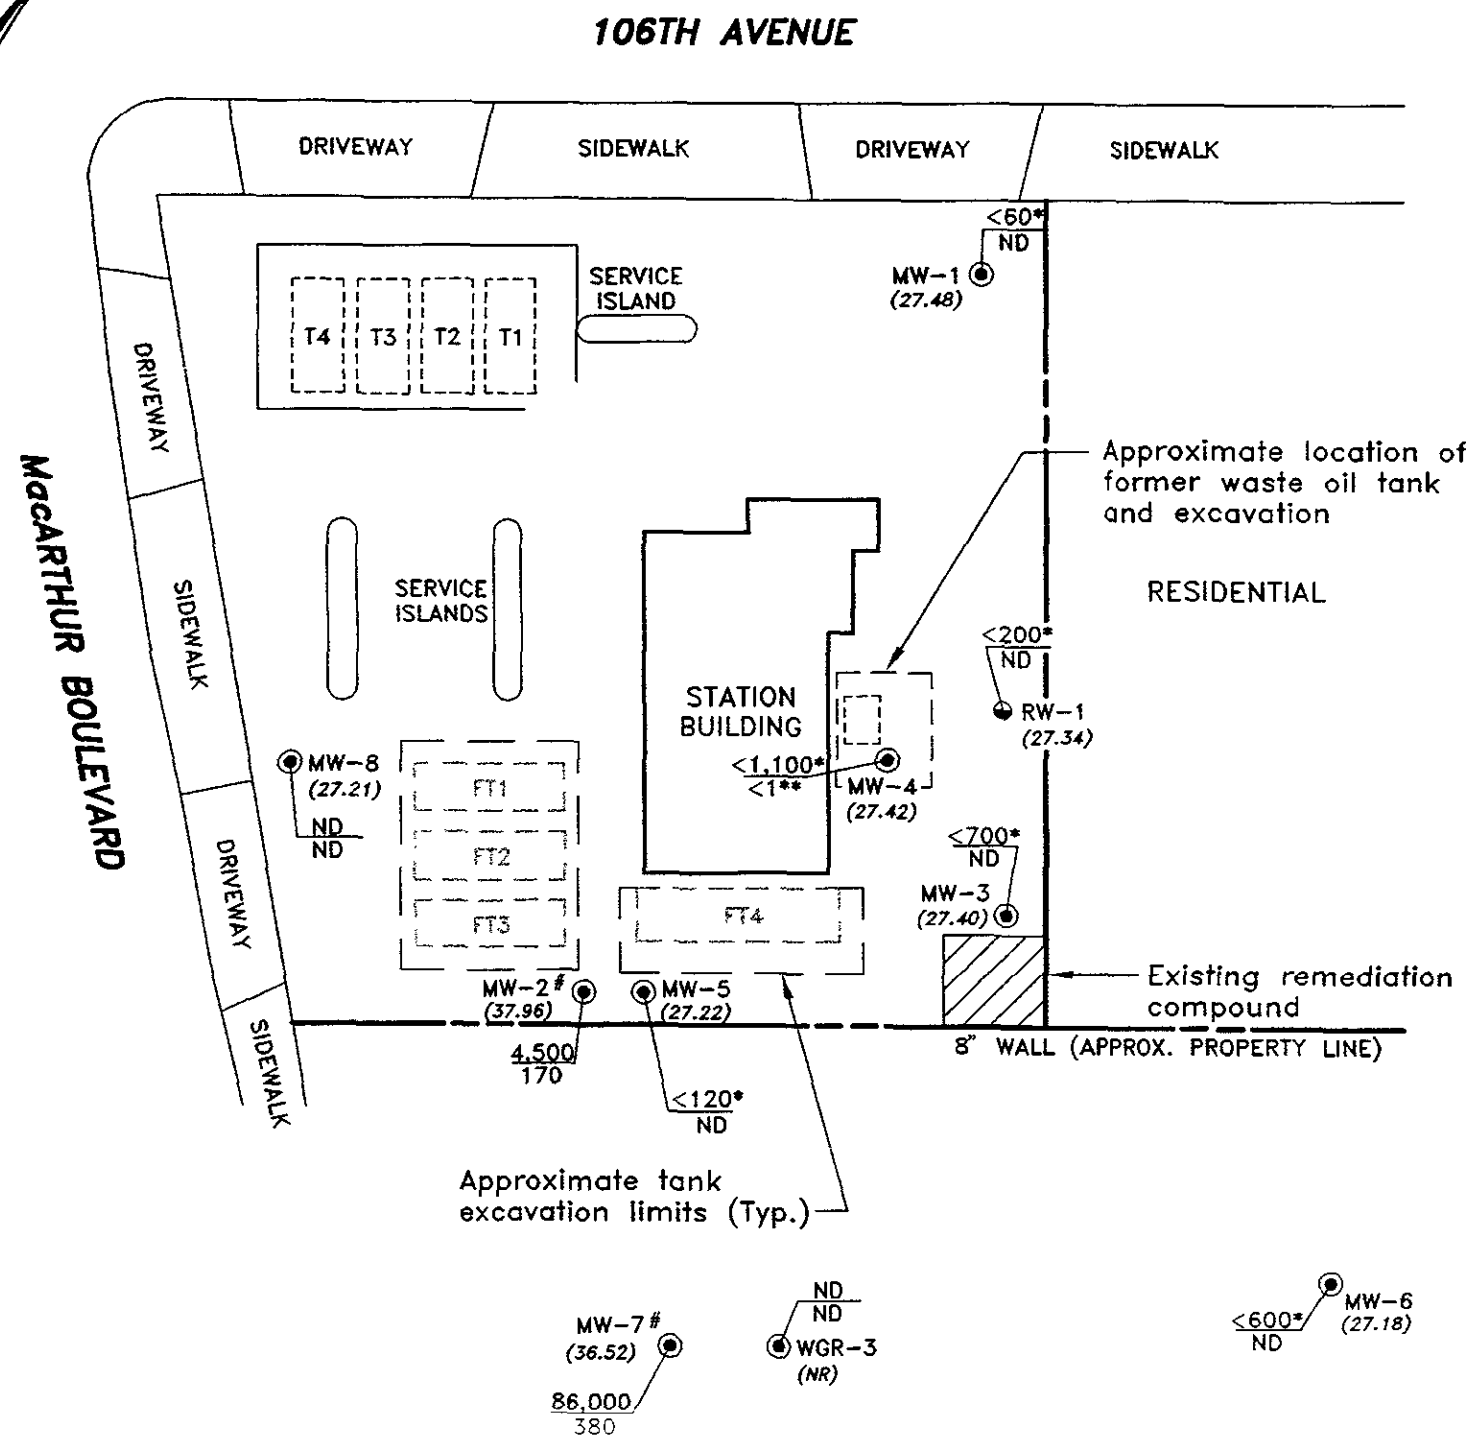 106TH AVENUE
DRIVEWAY
SIDEWALK
DRIVEWAY
SIDEWALK
<60*
ND
MW-1
(27.48)
SERVICE
ISLAND
T4
T3
T2
T1
DRIVEWAY
MacARTHUR BOULEVARD
SIDEWALK
DRIVEWAY
SIDEWALK
Approximate location of
former waste oil tank
and excavation
RESIDENTIAL
SERVICE
ISLANDS
STATION
BUILDING
<200*
ND
RW-1
(27.34)
MW-8
(27.21)
ND
ND
FT1
FT2
FT3
<1,100*
<1**
MW-4
(27.42)
<700*
ND
MW-3
(27.40)
FT4
MW-2#
(37.96)
4,500
170
MW-5
(27.22)
<120*
ND
Existing remediation
compound
8" WALL (APPROX. PROPERTY LINE)
Approximate tank
excavation limits (Typ.)
MW-7#
(36.52)
86,000
380
ND
ND
WGR-3
(NR)
MW-6
(27.18)
<600*
ND